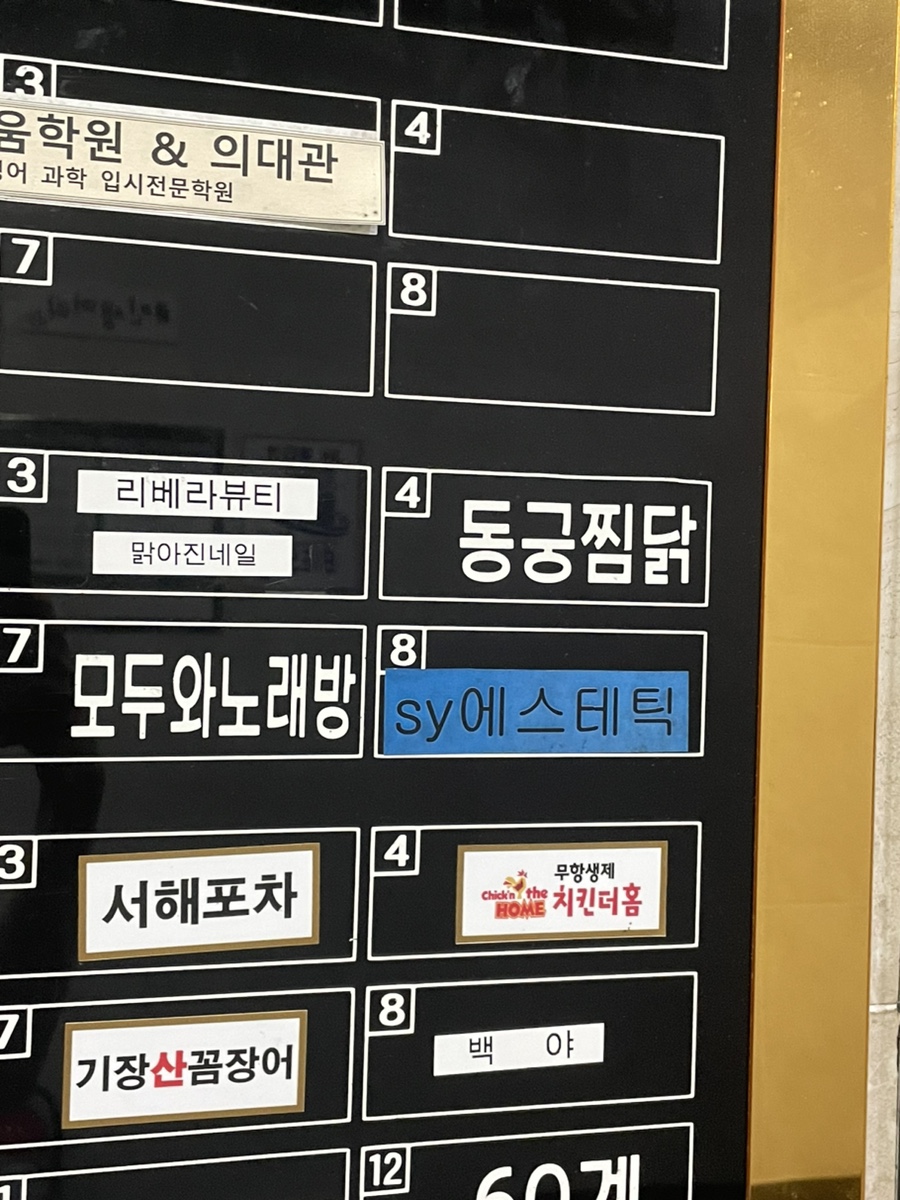 3
움학원 & 의대관
어 과학 입시전문학원
4
7
8
3
리베라뷰티
맑아진네일
4
동궁찜닭
7
모두와노래방
8
sy에스테틱
3
서해포차
4
Chick'n the HOME
무항생제
치킨더홈
7
기장산꼼장어
8
백 야
12
60계